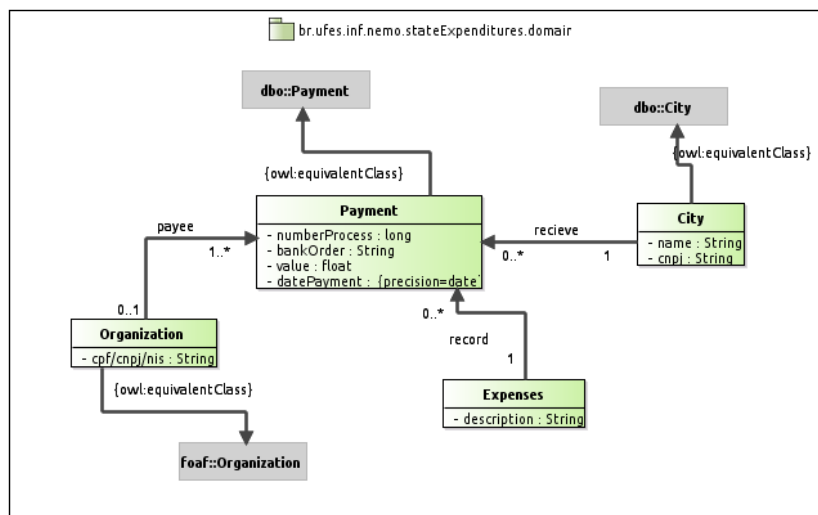 br.ufes.inf.nemo.stateExpenditures.domair
dbo::Payment
dbo::City
{owl:equivalentClass}
{owl:equivalentClass}
Payment
- numberProcess : long
- bankOrder : String
- value : float
- datePayment : {precision=date}
City
- name : String
- cnpj : String
payee
1..*
recieve
0..*
1
0..1
0..*
record
1
Organization
- cpf/cnpj/nis : String
{owl:equivalentClass}
Expenses
- description : String
foaf::Organization